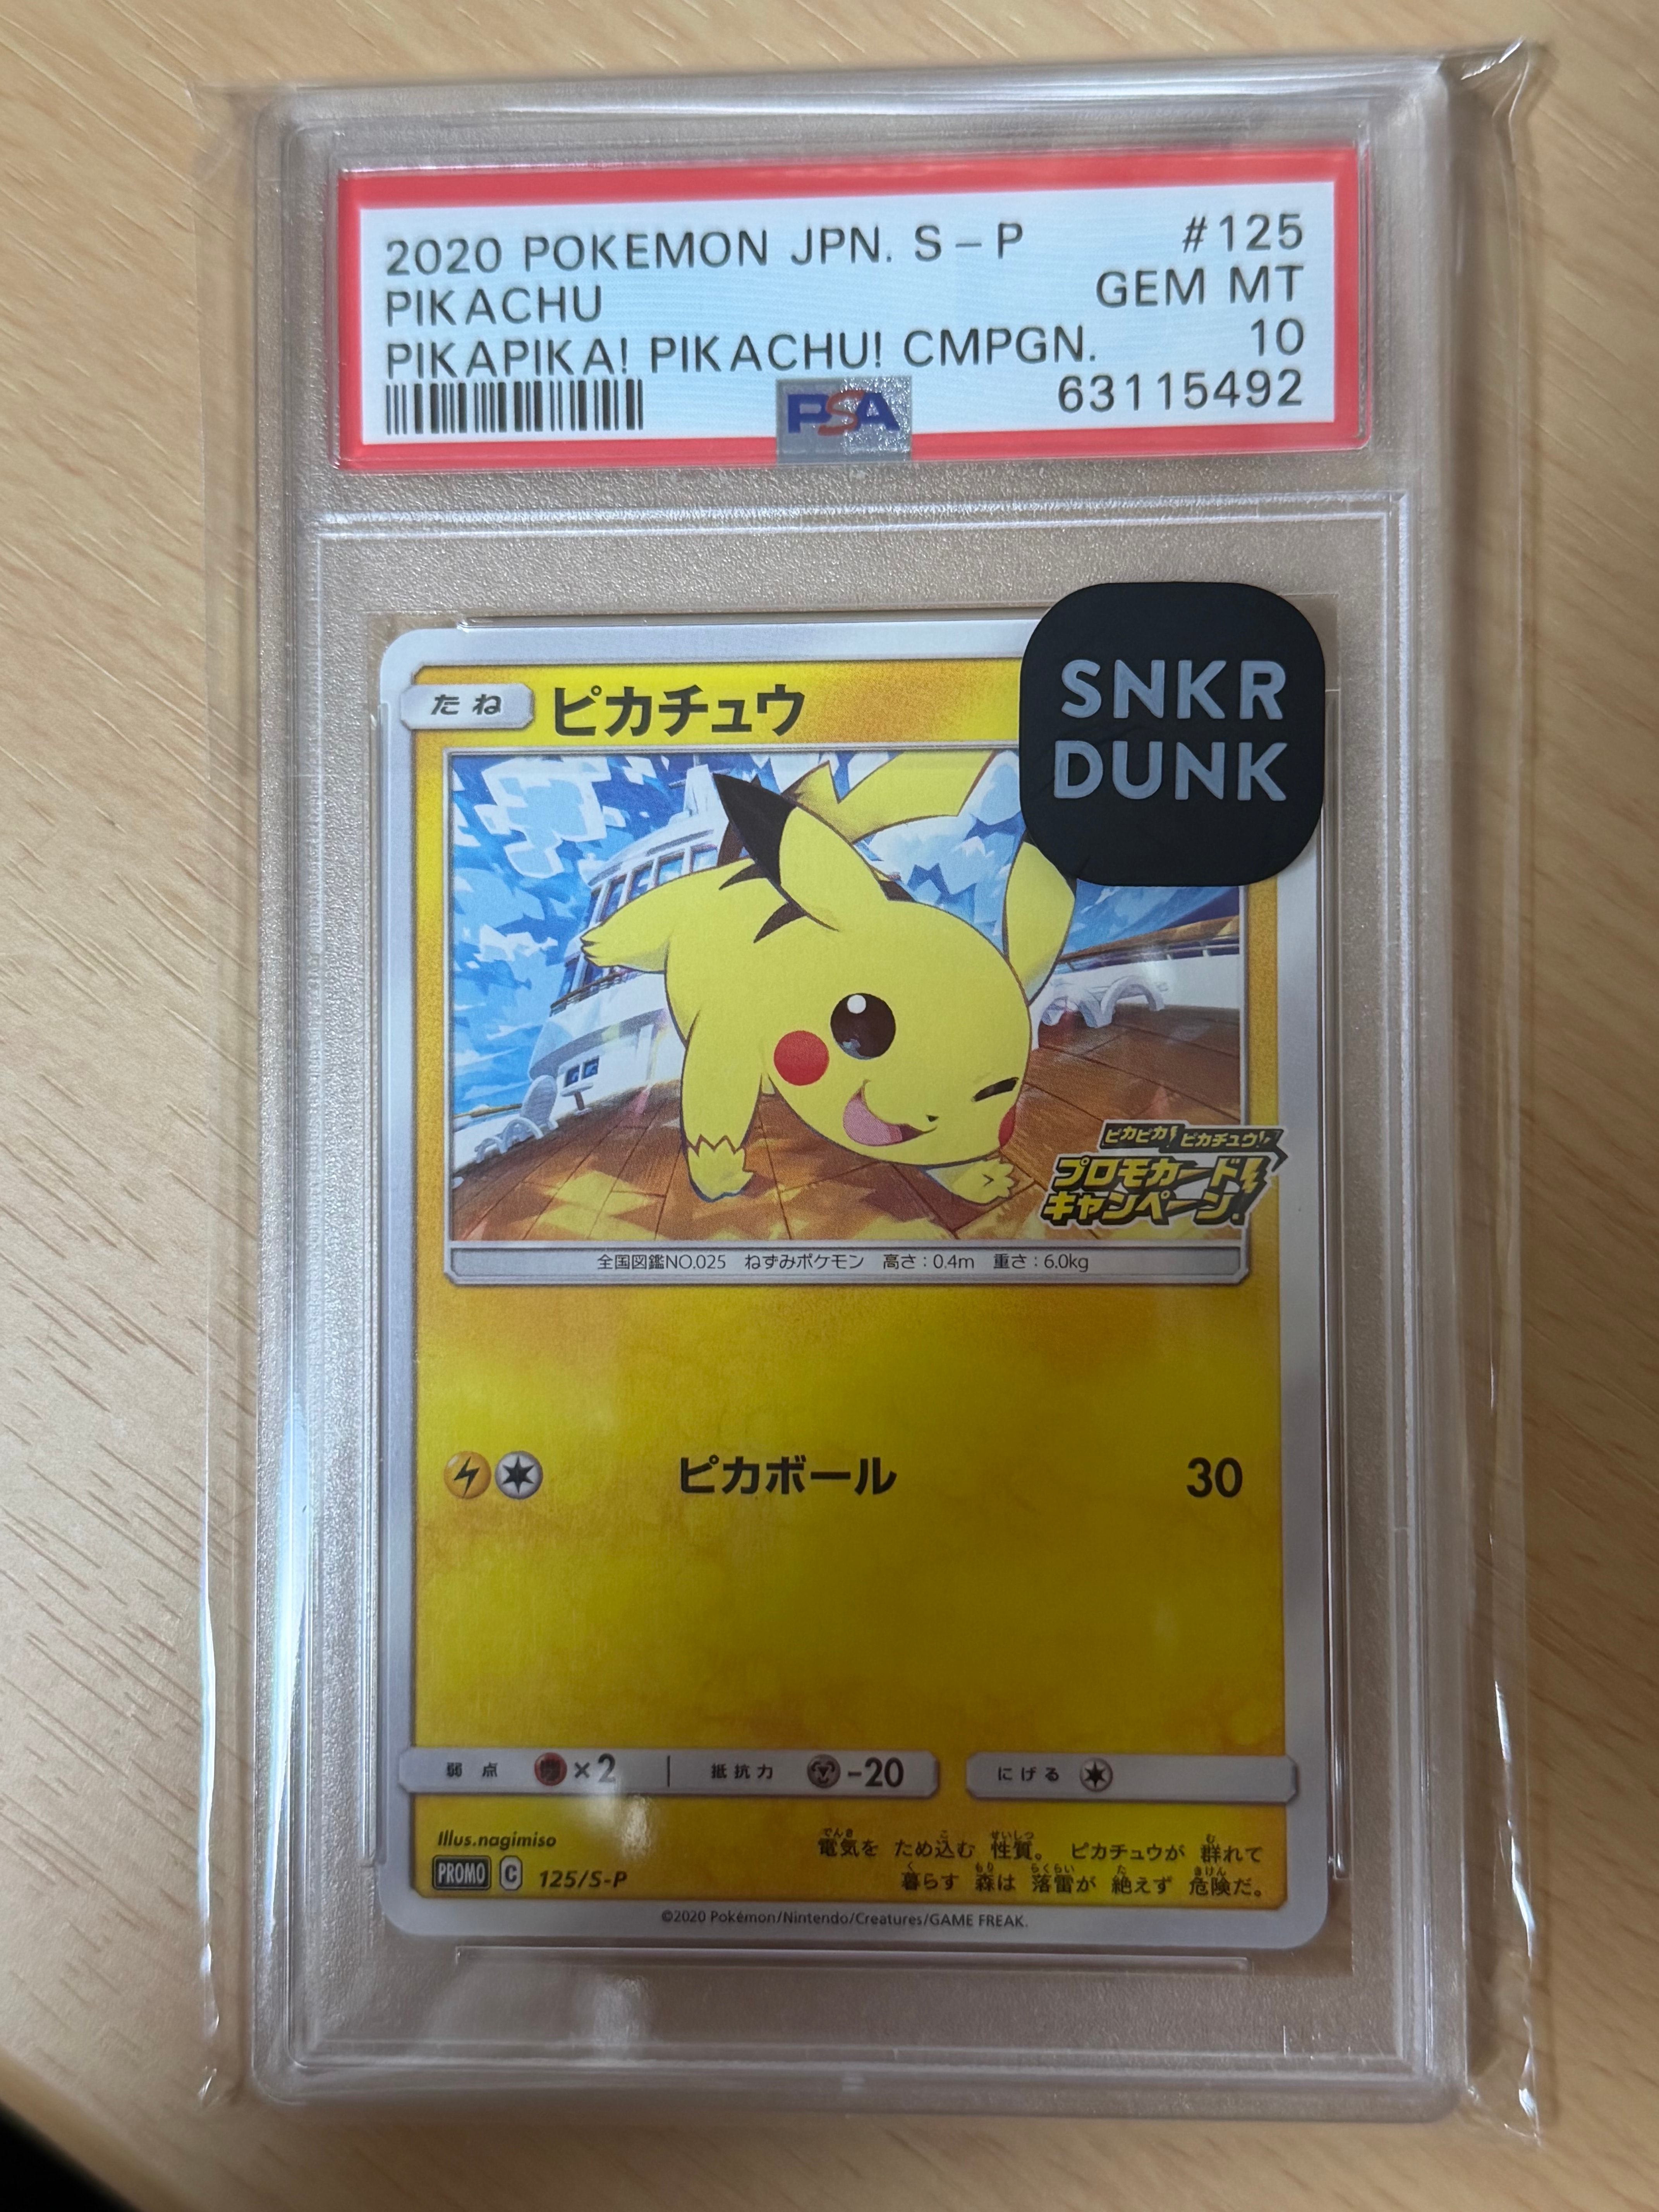 2020 POKEMON JPN. S-P #125
PIKACHU GEM MT
PIKAPIKA! PIKACHU! CMPGN. 10
PSA 63115492
SNKR
DUNK
たね ピカチュウ
ピカピカ!ピカチュウ!
プロモカード
キャンペーン!
全国図鑑NO.025 ねずみポケモン 高さ:0.4m 重さ:6.0kg
ピカボール 30
弱点 ×2 抵抗力 -20 にげる
Illus.nagimiso
電気を ため込む 性質。 ピカチュウが 群れて
暮らす 森は 落雷が 絶えず 危険だ。
PROMO C 125/S-P
©2020 Pokémon/Nintendo/Creatures/GAME FREAK.